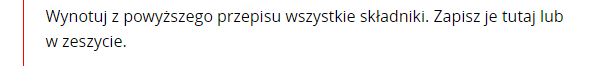 Wynotuj z powyższego przepisu wszystkie składniki. Zapisz je tutaj lub
w zeszycie.